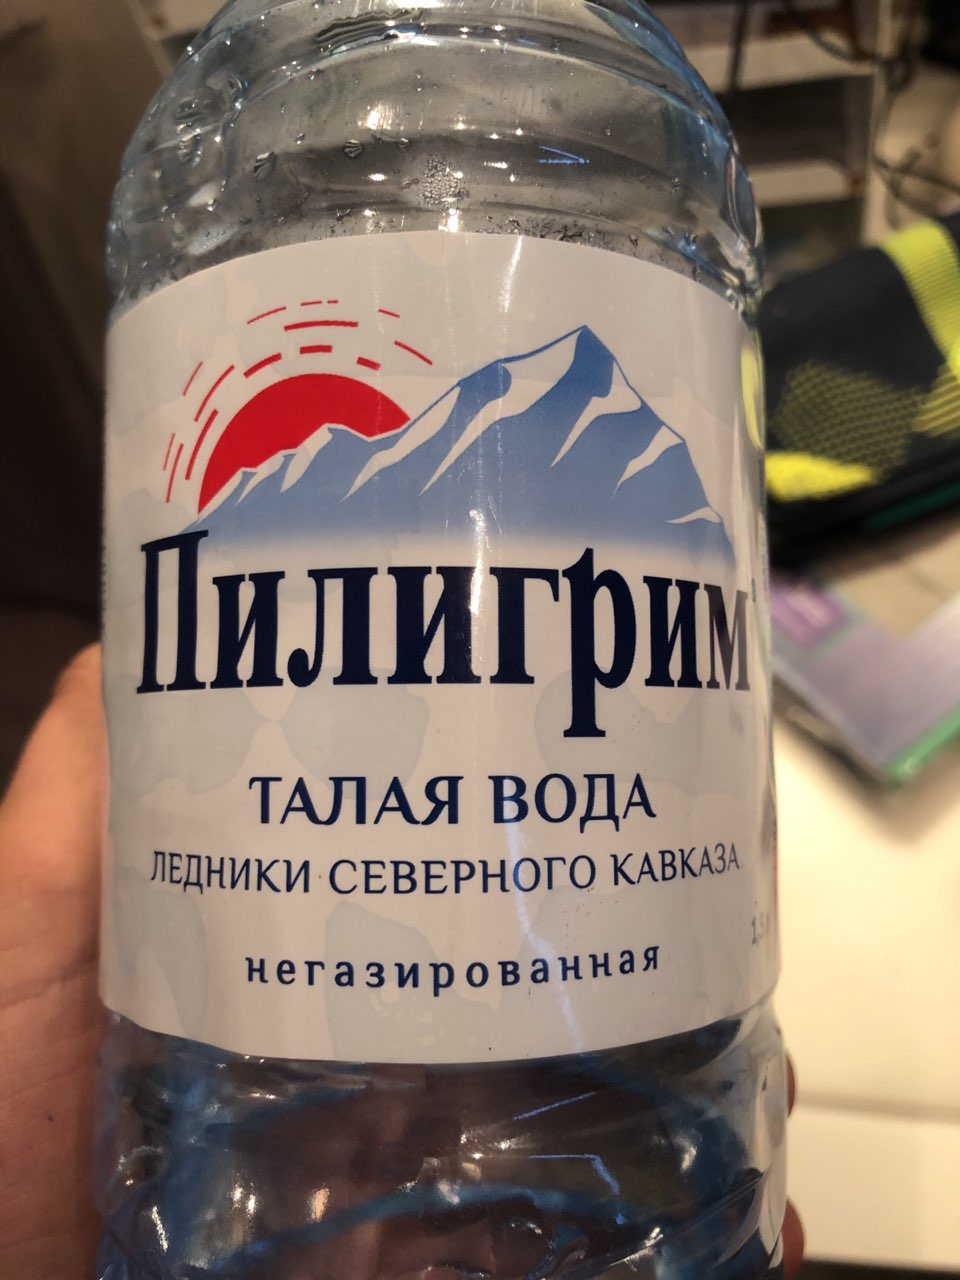 Пилигрим
ТАЛАЯ ВОДА
ЛЕДНИКИ СЕВЕРНОГО КАВКАЗА
негазированная